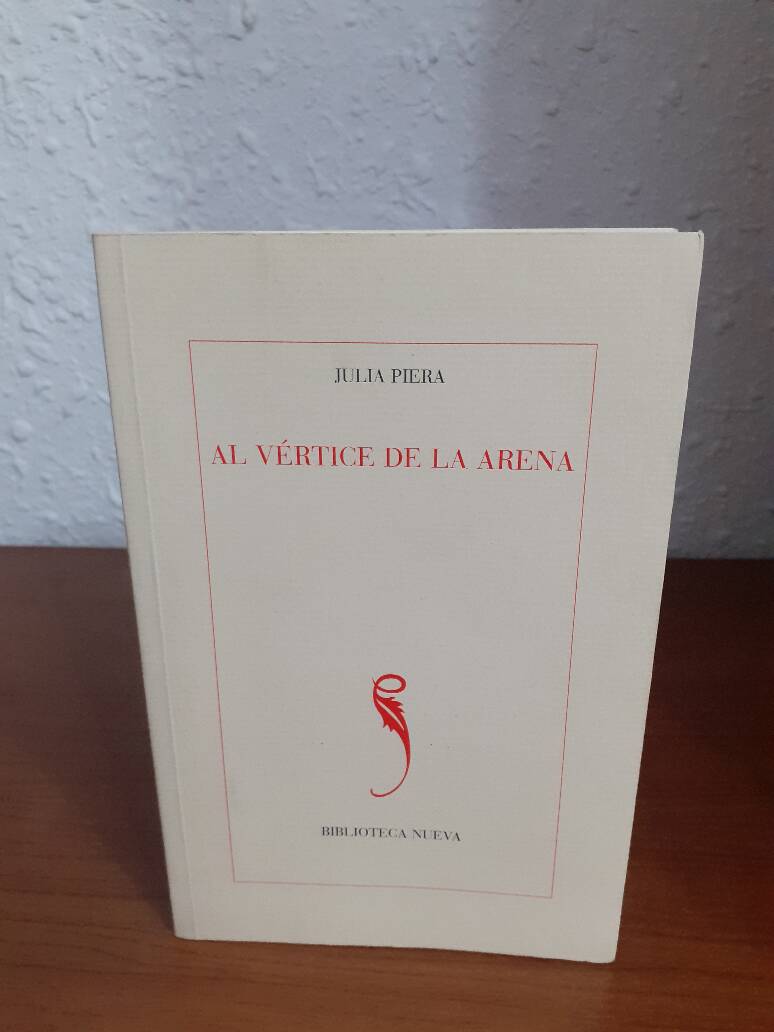 JULIA PIERA
AL VÉRTICE DE LA ARENA
BIBLIOTECA NUEVA